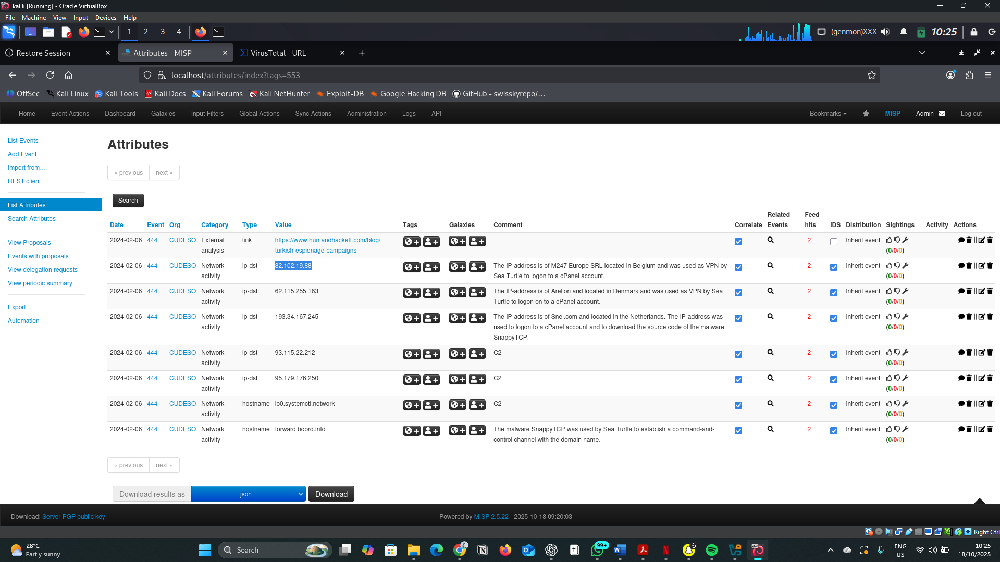 kallli [Running] - Oracle VirtualBox
File Machine View Input Devices Help
1 2 3 4 (genmon)XXX 10:25
Restore Session Attributes - MISP VirusTotal - URL
localhost/attributes/index?tags=553
OffSec Kali Linux Kali Tools Kali Docs Kali Forums Kali NetHunter Exploit-DB Google Hacking DB GitHub - swisskyrepo/…
Home Event Actions Dashboard Galaxies Input Filters Global Actions Sync Actions Administration Logs API Bookmarks MISP Admin Log out
List Events
Add Event
Import from…
REST client
List Attributes
Search Attributes
View Proposals
Events with proposals
View delegation requests
View periodic summary
Export
Automation
Attributes
« previous next »
Search
Date Event Org Category Type Value Tags Galaxies Comment Correlate Related Events Feed hits IDS Distribution Sightings Activity Actions
2024-02-06 444 CUDESO External link https://www.huntandhackett.com/blog/ 2 Inherit event
analysis turkish-espionage-campaigns (0/0/0)
2024-02-06 444 CUDESO Network ip-dst 82.102.19.88 The IP-address is of M247 Europe SRL located in Belgium and was used as VPN by 2 Inherit event
activity Sea Turtle to logon to a cPanel account. (0/0/0)
2024-02-06 444 CUDESO Network ip-dst 62.115.255.163 The IP-address is of Arelion and located in Denmark and was used as VPN by Sea 2 Inherit event
activity Turtle to logon on to a cPanel account. (0/0/0)
2024-02-06 444 CUDESO Network ip-dst 193.34.167.245 The IP-address is of Snel.com and located in the Netherlands. The IP-address was 2 Inherit event
activity used to logon to a cPanel account and to download the source code of the malware (0/0/0)
SnappyTCP.
2024-02-06 444 CUDESO Network ip-dst 93.115.22.212 C2 2 Inherit event
activity (0/0/0)
2024-02-06 444 CUDESO Network ip-dst 95.179.176.250 C2 2 Inherit event
activity (0/0/0)
2024-02-06 444 CUDESO Network hostname lo0.systemctl.network C2 2 Inherit event
activity (0/0/0)
2024-02-06 444 CUDESO Network hostname forward.boord.info The malware SnappyTCP was used by Sea Turtle to establish a command-and- 2 Inherit event
activity control channel with the domain name. (0/0/0)
« previous next »
Download results as json Download
Download: Server PGP public key Powered by MISP 2.5.22 - 2025-10-18 09:20:03
Right Ctrl
28°C
Partly sunny
Search
99+
6
ENG
US
10:25
18/10/2025